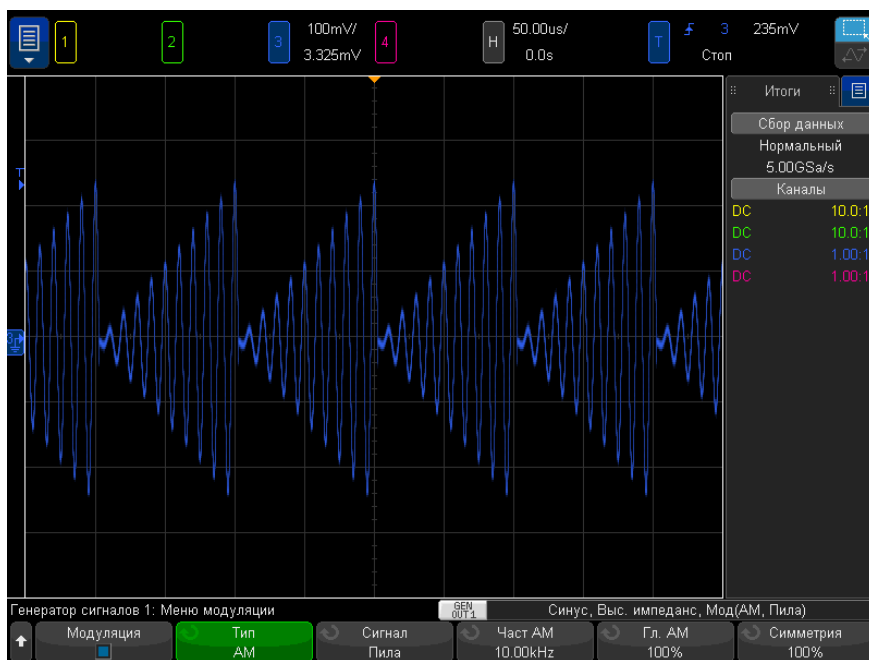 1
2
3
100mV/
3.325mV
4
H
50.00us/
0.0s
T
3
235mV
Стоп
Итоги
Сбор данных
Нормальный
5.00GSa/s
Каналы
DC 10.0:1
DC 10.0:1
DC 1.00:1
DC 1.00:1
T
3
Генератор сигналов 1: Меню модуляции
GEN
OUT1
Синус, Выс. импеданс, Мод(АМ, Пила)
Модуляция
Тип
АМ
Сигнал
Пила
Част АМ
10.00kHz
Гл. АМ
100%
Симметрия
100%